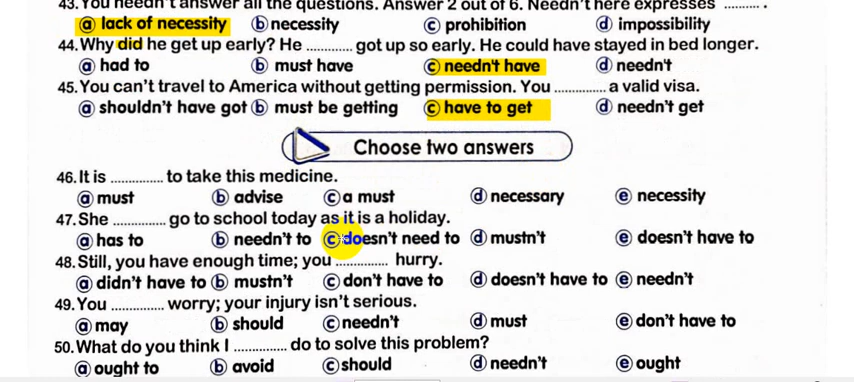 43. You needn't answer all the questions. Answer 2 out of 6. Needn't here expresses .......... .
ⓐ lack of necessity ⓑ necessity ⓒ prohibition ⓓ impossibility
44. Why did he get up early? He ............ got up so early. He could have stayed in bed longer.
ⓐ had to ⓑ must have ⓒ needn't have ⓓ needn't
45. You can't travel to America without getting permission. You .............. a valid visa.
ⓐ shouldn't have got ⓑ must be getting ⓒ have to get ⓓ needn't get
Choose two answers
46. It is .............. to take this medicine.
ⓐ must ⓑ advise ⓒ a must ⓓ necessary ⓔ necessity
47. She .............. go to school today as it is a holiday.
ⓐ has to ⓑ needn't to ⓒ doesn't need to ⓓ mustn't ⓔ doesn't have to
48. Still, you have enough time; you .............. hurry.
ⓐ didn't have to ⓑ mustn't ⓒ don't have to ⓓ doesn't have to ⓔ needn't
49. You .............. worry; your injury isn't serious.
ⓐ may ⓑ should ⓒ needn't ⓓ must ⓔ don't have to
50. What do you think I .............. do to solve this problem?
ⓐ ought to ⓑ avoid ⓒ should ⓓ needn't ⓔ ought